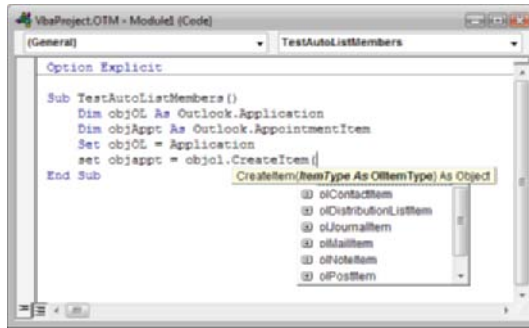 VbaProject.OTM - Module1 (Code)
(General) TestAutoListMembers
Option Explicit
Sub TestAutoListMembers()
Dim objOL As Outlook.Application
Dim objAppt As Outlook.AppointmentItem
Set objOL = Application
set objappt = objol.CreateItem(
End Sub
CreateItem(ItemType As OlItemType) As Object
olContactItem
olDistributionListItem
olJournalItem
olMailItem
olNoteItem
olPostItem